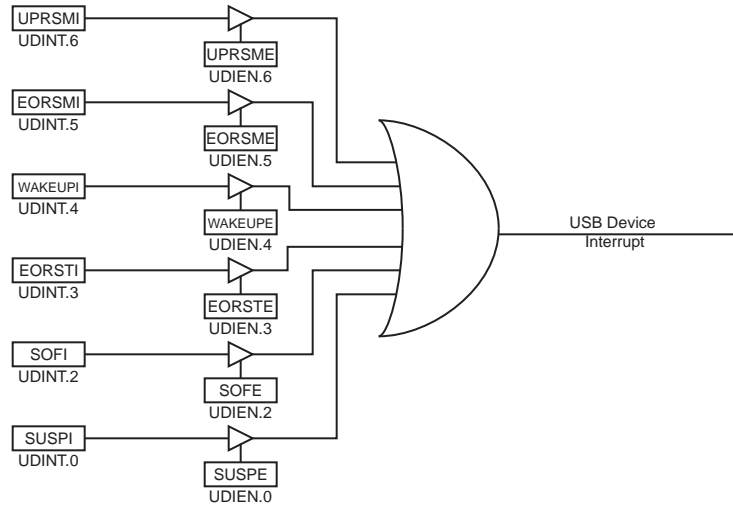 UPRSMI
UDINT.6
UPRSME
UDIEN.6
EORSMI
UDINT.5
EORSME
UDIEN.5
WAKEUPI
UDINT.4
WAKEUPE
UDIEN.4
EORSTI
UDINT.3
EORSTE
UDIEN.3
SOFI
UDINT.2
SOFE
UDIEN.2
SUSPI
UDINT.0
SUSPE
UDIEN.0
USB Device
Interrupt